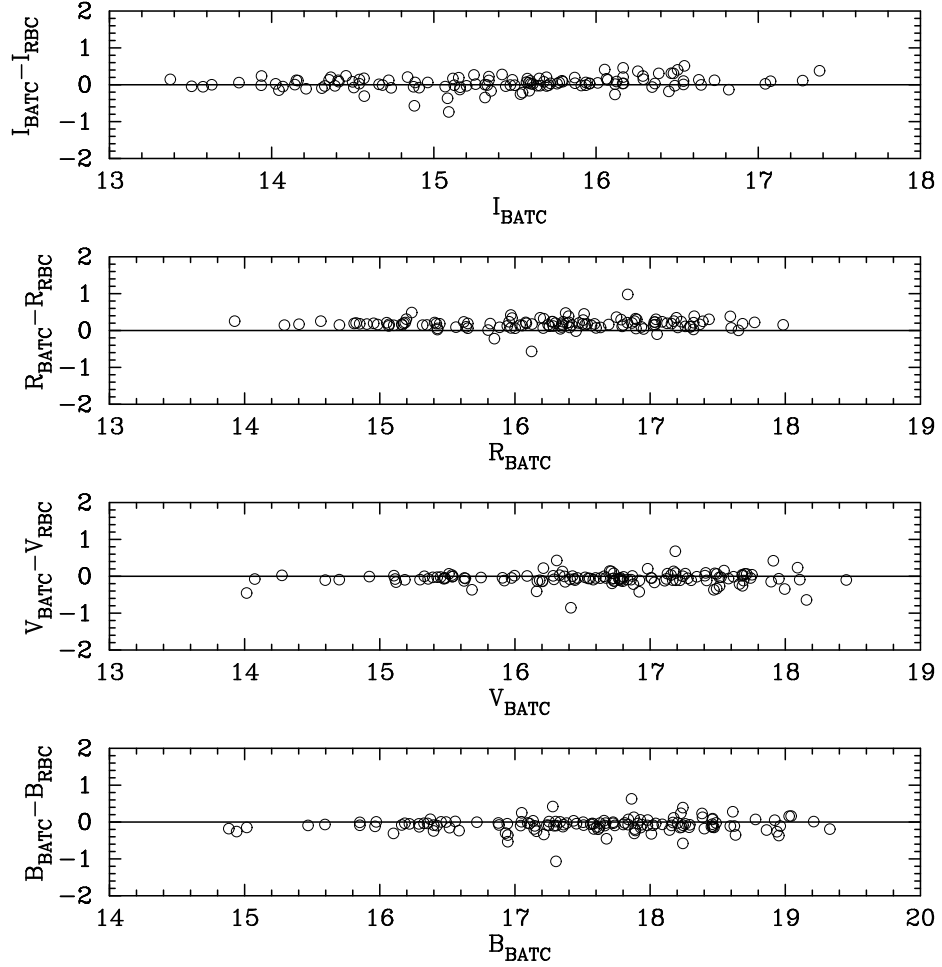 2
1
0
−1
−2
I_BATC−I_RBC
13 14 15 16 17 18
I_BATC
2
1
0
−1
−2
R_BATC−R_RBC
13 14 15 16 17 18 19
R_BATC
2
1
0
−1
−2
V_BATC−V_RBC
13 14 15 16 17 18 19
V_BATC
2
1
0
−1
−2
B_BATC−B_RBC
14 15 16 17 18 19 20
B_BATC